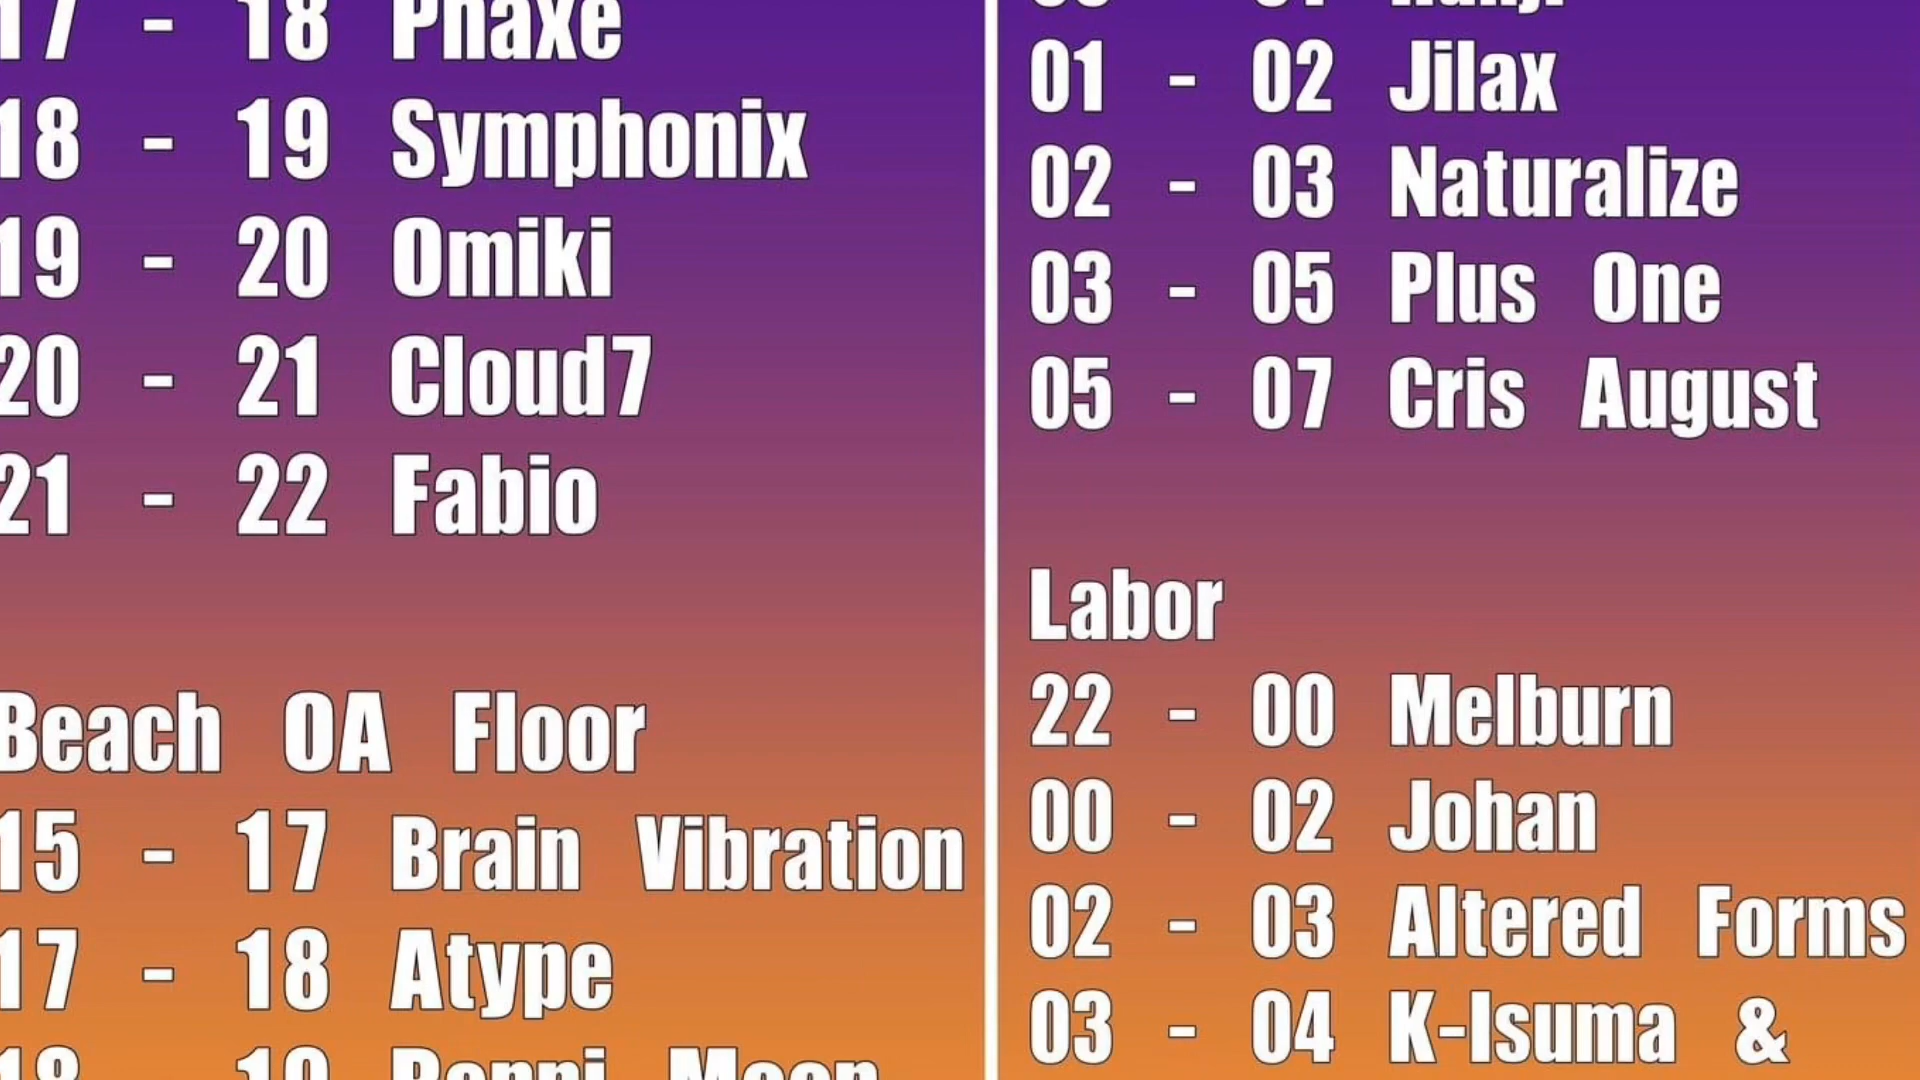 17 - 18 Phaxe
18 - 19 Symphonix
19 - 20 Omiki
20 - 21 Cloud7
21 - 22 Fabio
Beach OA Floor
15 - 17 Brain Vibration
17 - 18 Atype
18 - 19
01 - 02 Jilax
02 - 03 Naturalize
03 - 05 Plus One
05 - 07 Cris August
Labor
22 - 00 Melburn
00 - 02 Johan
02 - 03 Altered Forms
03 - 04 K-Isuma &